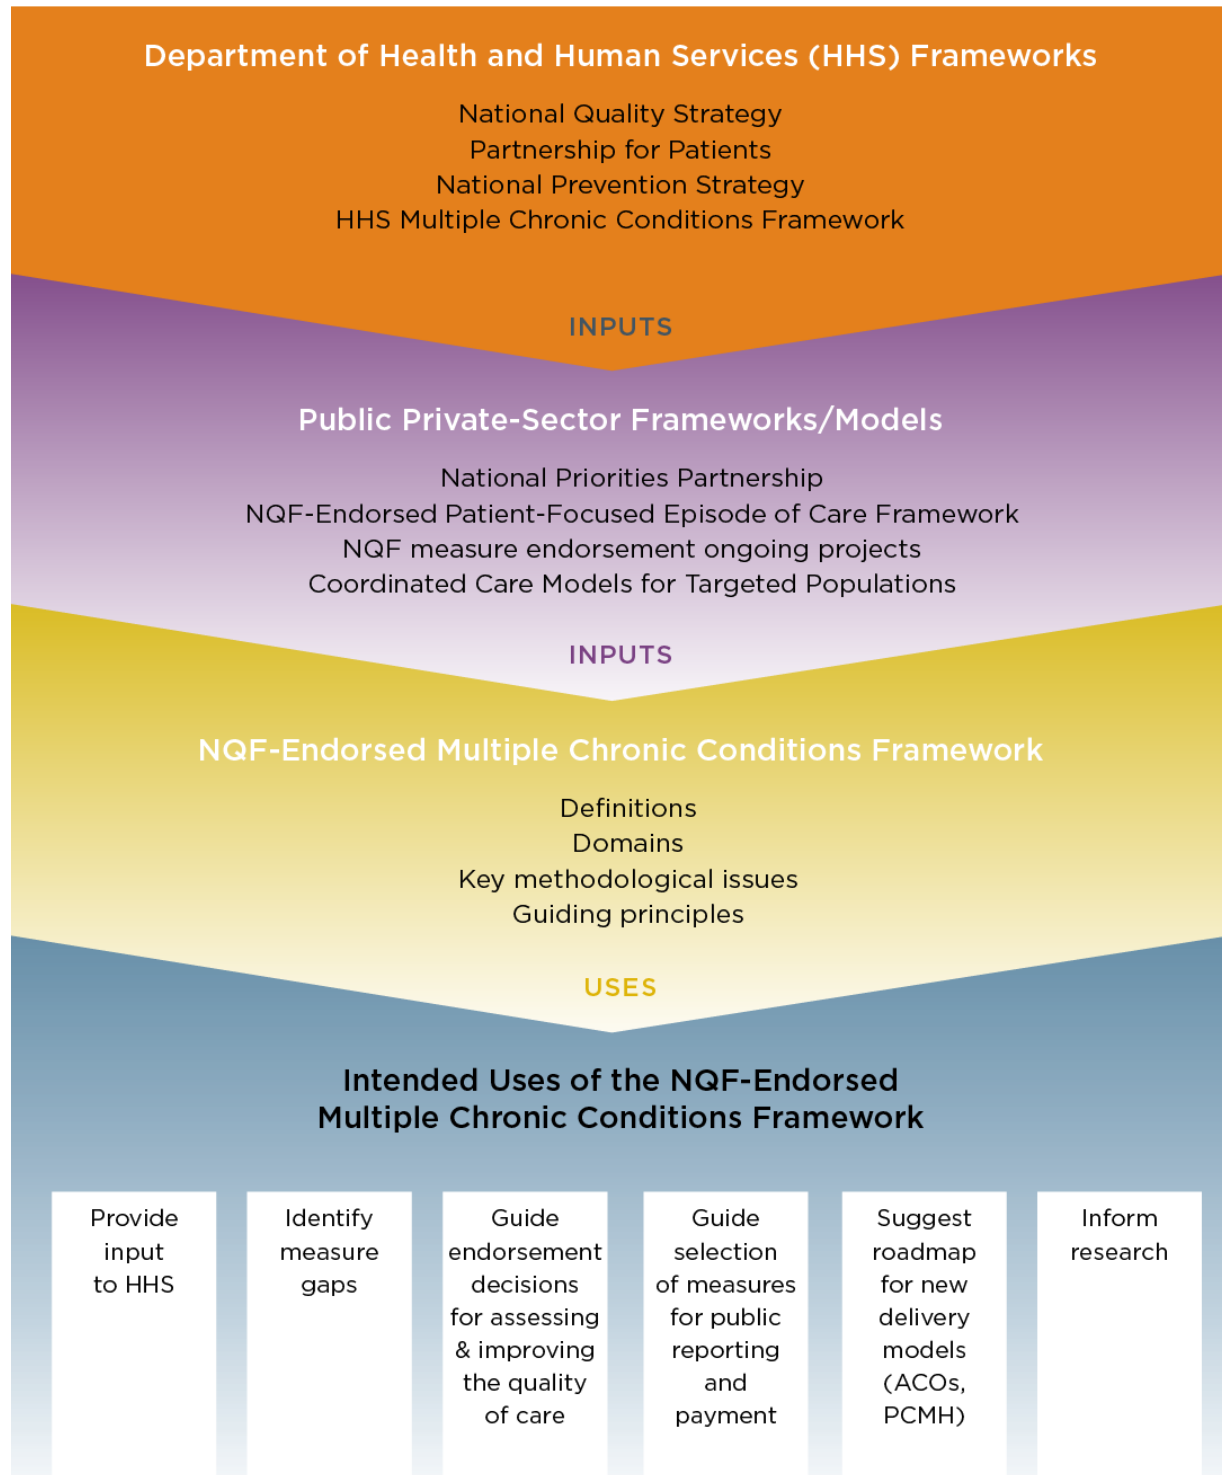 Department of Health and Human Services (HHS) Frameworks
National Quality Strategy
Partnership for Patients
National Prevention Strategy
HHS Multiple Chronic Conditions Framework
INPUTS
Public Private-Sector Frameworks/Models
National Priorities Partnership
NQF-Endorsed Patient-Focused Episode of Care Framework
NQF measure endorsement ongoing projects
Coordinated Care Models for Targeted Populations
INPUTS
NQF-Endorsed Multiple Chronic Conditions Framework
Definitions
Domains
Key methodological issues
Guiding principles
USES
Intended Uses of the NQF-Endorsed
Multiple Chronic Conditions Framework
Provide
input
to HHS
Identify
measure
gaps
Guide
endorsement
decisions
for assessing
& improving
the quality
of care
Guide
selection
of measures
for public
reporting
and
payment
Suggest
roadmap
for new
delivery
models
(ACOs,
PCMH)
Inform
research